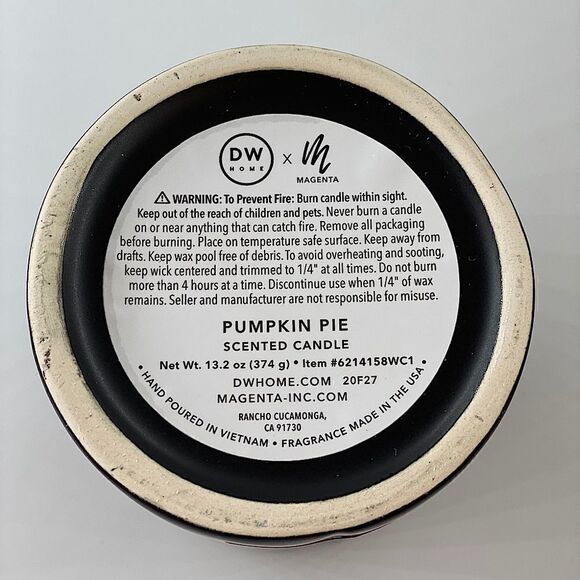 DW
HOME
x
M
MAGENTA
⚠ WARNING: To Prevent Fire: Burn candle within sight.
Keep out of the reach of children and pets. Never burn a candle
on or near anything that can catch fire. Remove all packaging
before burning. Place on temperature safe surface. Keep away from
drafts. Keep wax pool free of debris. To avoid overheating and sooting,
keep wick centered and trimmed to 1/4" at all times. Do not burn
more than 4 hours at a time. Discontinue use when 1/4" of wax
remains. Seller and manufacturer are not responsible for misuse.
PUMPKIN PIE
SCENTED CANDLE
Net Wt. 13.2 oz (374 g) • Item #6214158WC1
DWHOME.COM 20F27
MAGENTA-INC.COM
RANCHO CUCAMONGA,
CA 91730
• HAND POURED IN VIETNAM • FRAGRANCE MADE IN THE USA •